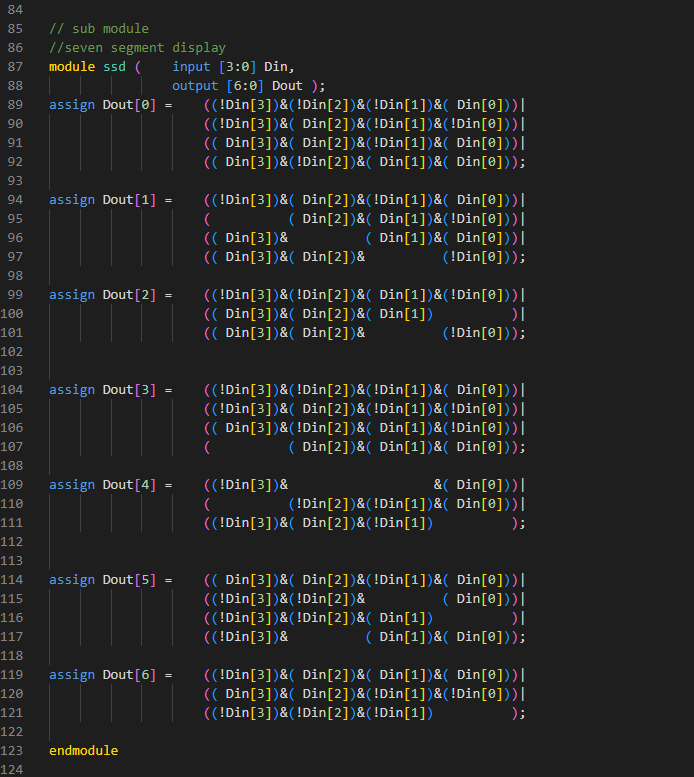 84
85 // sub module
86 //seven segment display
87 module ssd (    input [3:0] Din,
88                 output [6:0] Dout );
89 assign Dout[0] =    ((!Din[3])&(!Din[2])&(!Din[1])&( Din[0]))|
90                     ((!Din[3])&( Din[2])&(!Din[1])&(!Din[0]))|
91                     (( Din[3])&( Din[2])&(!Din[1])&( Din[0]))|
92                     (( Din[3])&(!Din[2])&( Din[1])&( Din[0]));
93
94 assign Dout[1] =    ((!Din[3])&( Din[2])&(!Din[1])&( Din[0]))|
95                     (          ( Din[2])&( Din[1])&(!Din[0]))|
96                     (( Din[3])&          ( Din[1])&( Din[0]))|
97                     (( Din[3])&( Din[2])&          (!Din[0]));
98
99 assign Dout[2] =    ((!Din[3])&(!Din[2])&( Din[1])&(!Din[0]))|
100                     (( Din[3])&( Din[2])&( Din[1])          )|
101                     (( Din[3])&( Din[2])&          (!Din[0]));
102
103
104 assign Dout[3] =    ((!Din[3])&(!Din[2])&(!Din[1])&( Din[0]))|
105                     ((!Din[3])&( Din[2])&(!Din[1])&(!Din[0]))|
106                     (( Din[3])&(!Din[2])&( Din[1])&(!Din[0]))|
107                     (          ( Din[2])&( Din[1])&( Din[0]));
108
109 assign Dout[4] =    ((!Din[3])&                   &( Din[0]))|
110                     (          (!Din[2])&(!Din[1])&( Din[0]))|
111                     ((!Din[3])&( Din[2])&(!Din[1])          );
112
113
114 assign Dout[5] =    (( Din[3])&( Din[2])&(!Din[1])&( Din[0]))|
115                     ((!Din[3])&(!Din[2])&          ( Din[0]))|
116                     ((!Din[3])&(!Din[2])&( Din[1])          )|
117                     ((!Din[3])&          ( Din[1])&( Din[0]));
118
119 assign Dout[6] =    ((!Din[3])&( Din[2])&( Din[1])&( Din[0]))|
120                     (( Din[3])&( Din[2])&(!Din[1])&(!Din[0]))|
121                     ((!Din[3])&(!Din[2])&(!Din[1])          );
122
123 endmodule
124